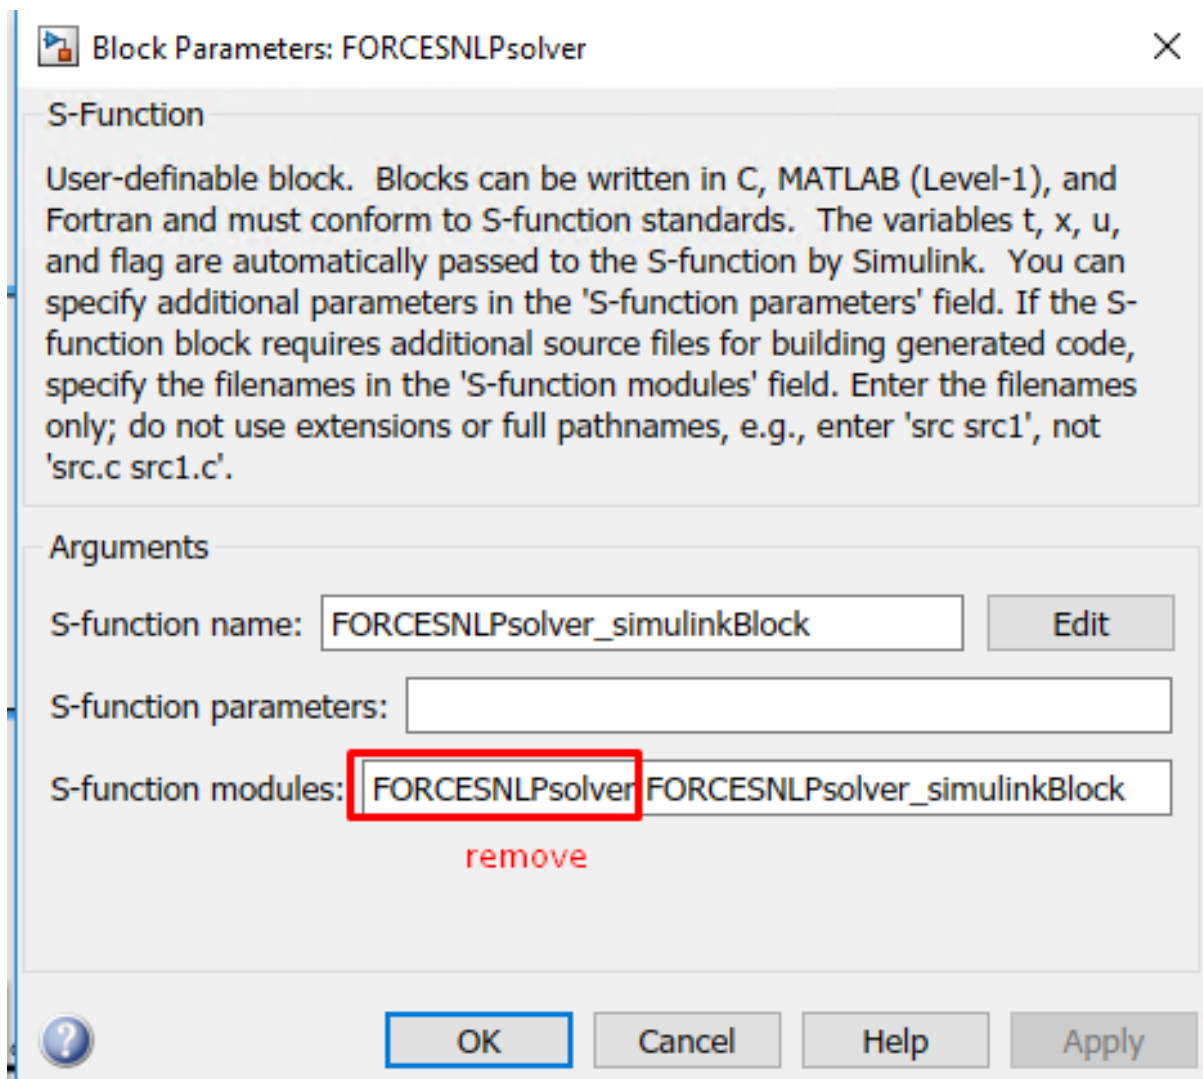 Block Parameters: FORCESNLPsolver
S-Function
User-definable block.  Blocks can be written in C, MATLAB (Level-1), and
Fortran and must conform to S-function standards.  The variables t, x, u,
and flag are automatically passed to the S-function by Simulink.  You can
specify additional parameters in the 'S-function parameters' field. If the S-
function block requires additional source files for building generated code,
specify the filenames in the 'S-function modules' field. Enter the filenames
only; do not use extensions or full pathnames, e.g., enter 'src src1', not
'src.c src1.c'.
Arguments
S-function name: FORCESNLPsolver_simulinkBlock Edit
S-function parameters:
S-function modules: FORCESNLPsolver FORCESNLPsolver_simulinkBlock
remove
? OK Cancel Help Apply